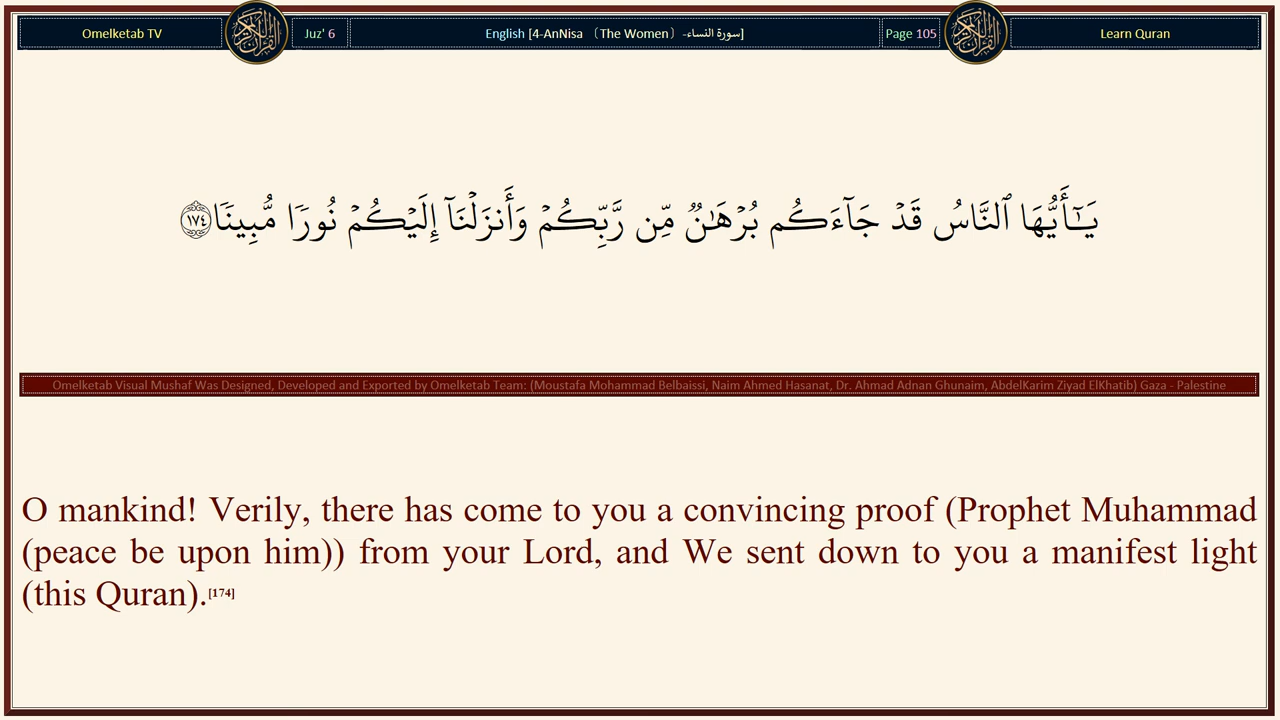 Omelketab TV
Juz' 6
English [4-AnNisa （The Women）-سورة النساء]
Page 105
Learn Quran
يَـٰٓأَيُّهَا ٱلنَّاسُ قَدۡ جَآءَكُم بُرۡهَـٰنٞ مِّن رَّبِّكُمۡ وَأَنزَلۡنَآ إِلَيۡكُمۡ نُورٗا مُّبِينٗا ١٧٤
Omelketab Visual Mushaf Was Designed, Developed and Exported by Omelketab Team: (Moustafa Mohammad Belbaissi, Naim Ahmed Hasanat, Dr. Ahmad Adnan Ghunaim, AbdelKarim Ziyad ElKhatib) Gaza - Palestine
O mankind! Verily, there has come to you a convincing proof (Prophet Muhammad
(peace be upon him)) from your Lord, and We sent down to you a manifest light
(this Quran).[174]